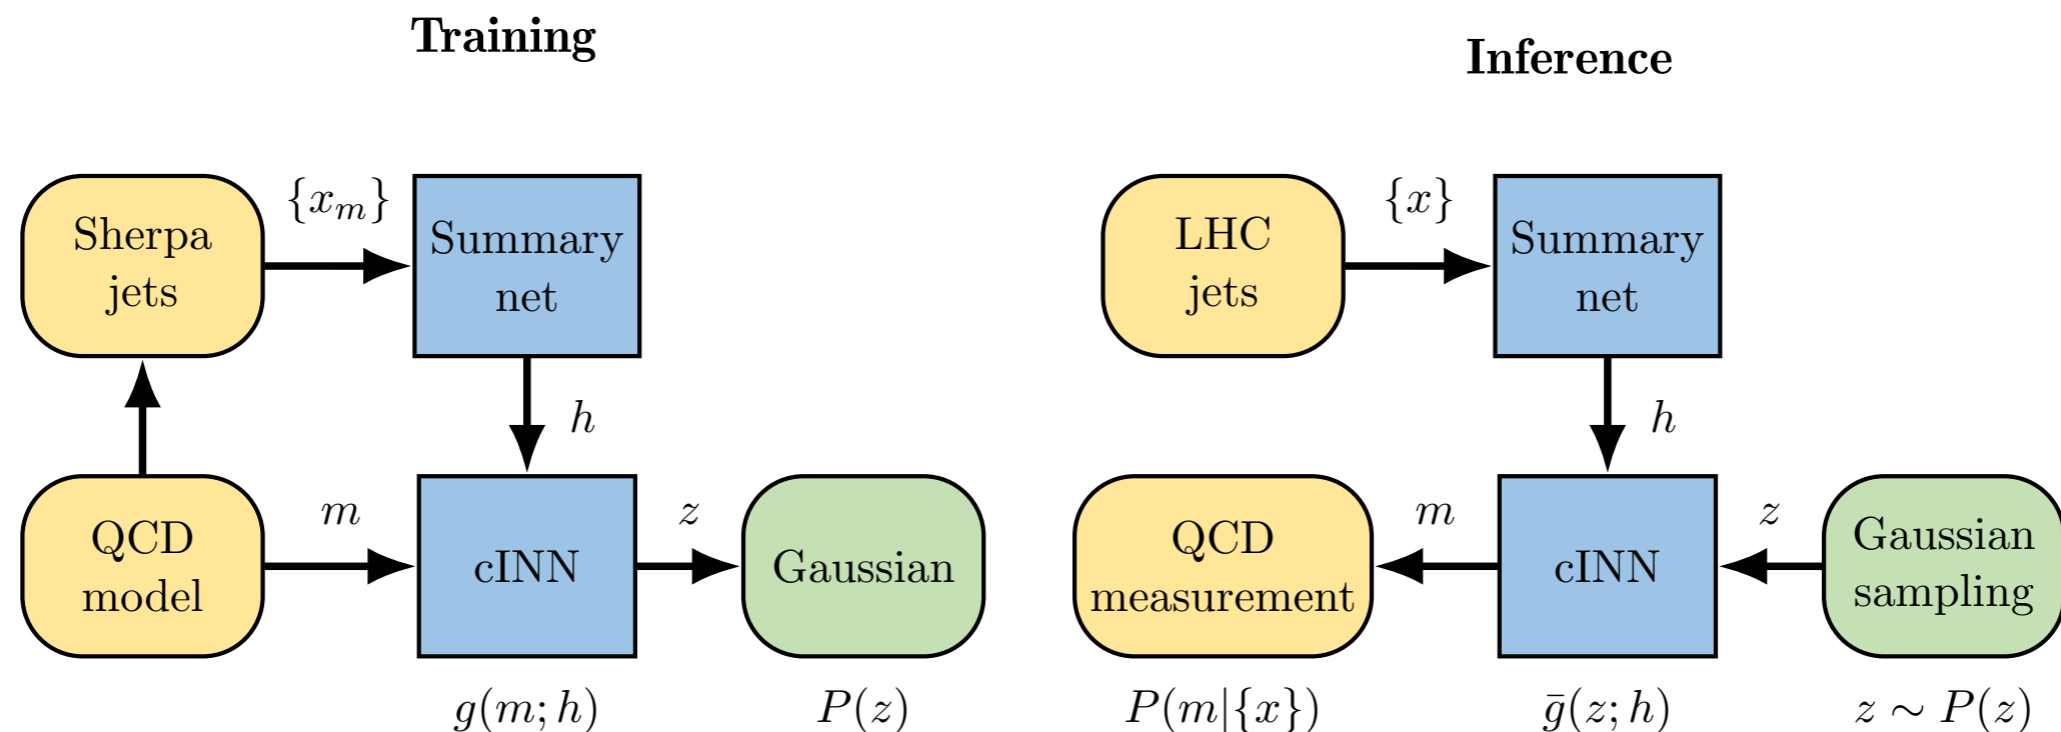 Training
Sherpa
jets
{x_m}
Summary
net
h
QCD
model
m
cINN
z
Gaussian
g(m; h)
P(z)
Inference
LHC
jets
{x}
Summary
net
h
QCD
measurement
m
cINN
z
Gaussian
sampling
P(m|{x})
ḡ(z; h)
z ∼ P(z)